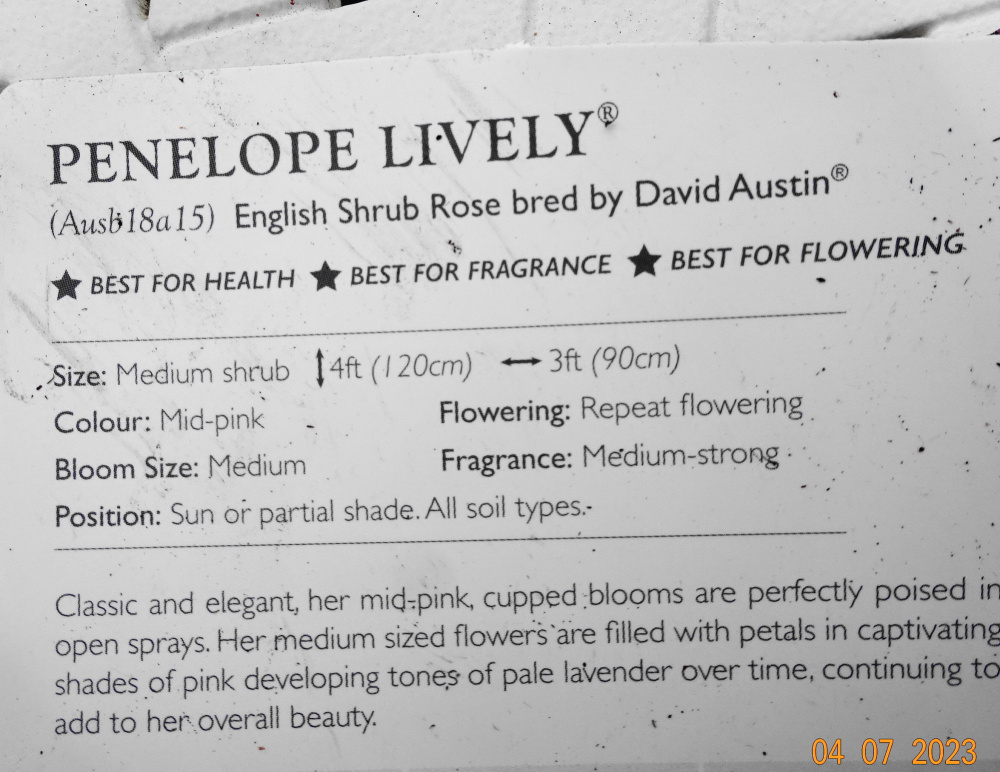 PENELOPE LIVELY®
(Ausb18a15) English Shrub Rose bred by David Austin®
★ BEST FOR HEALTH ★ BEST FOR FRAGRANCE ★ BEST FOR FLOWERING
Size: Medium shrub ↕ 4ft (120cm) ↔ 3ft (90cm)
Colour: Mid-pink Flowering: Repeat flowering
Bloom Size: Medium Fragrance: Medium-strong
Position: Sun or partial shade. All soil types.
Classic and elegant, her mid-pink, cupped blooms are perfectly poised in
open sprays. Her medium sized flowers are filled with petals in captivating
shades of pink developing tones of pale lavender over time, continuing to
add to her overall beauty.
04 07 2023